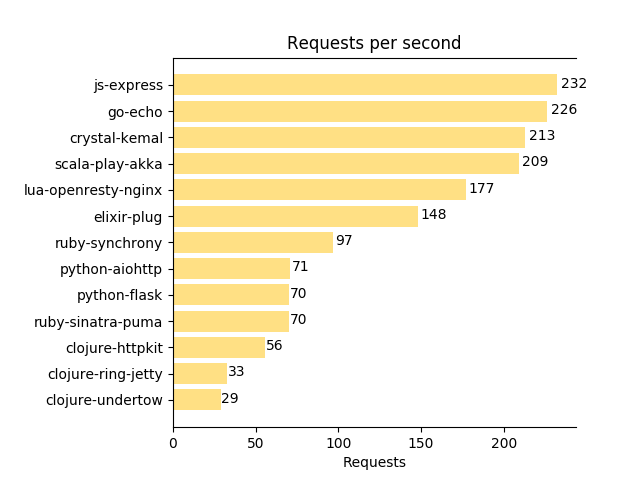 Requests per second
js-express 232
go-echo 226
crystal-kemal 213
scala-play-akka 209
lua-openresty-nginx 177
elixir-plug 148
ruby-synchrony 97
python-aiohttp 71
python-flask 70
ruby-sinatra-puma 70
clojure-httpkit 56
clojure-ring-jetty 33
clojure-undertow 29
0 50 100 150 200
Requests